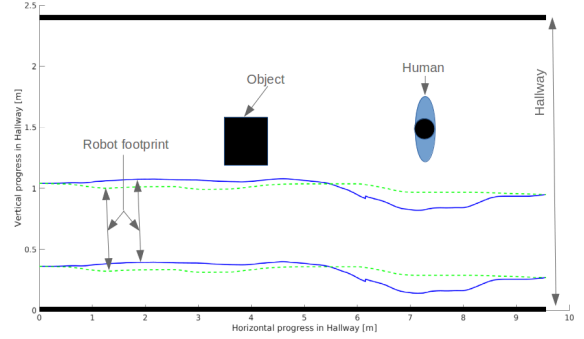 2.5
2
1.5
1
0.5
0
Vertical progress in Hallway [m]
Object
Human
Hallway
Robot footprint
0 1 2 3 4 5 6 7 8 9 10
Horizontal progress in Hallway [m]